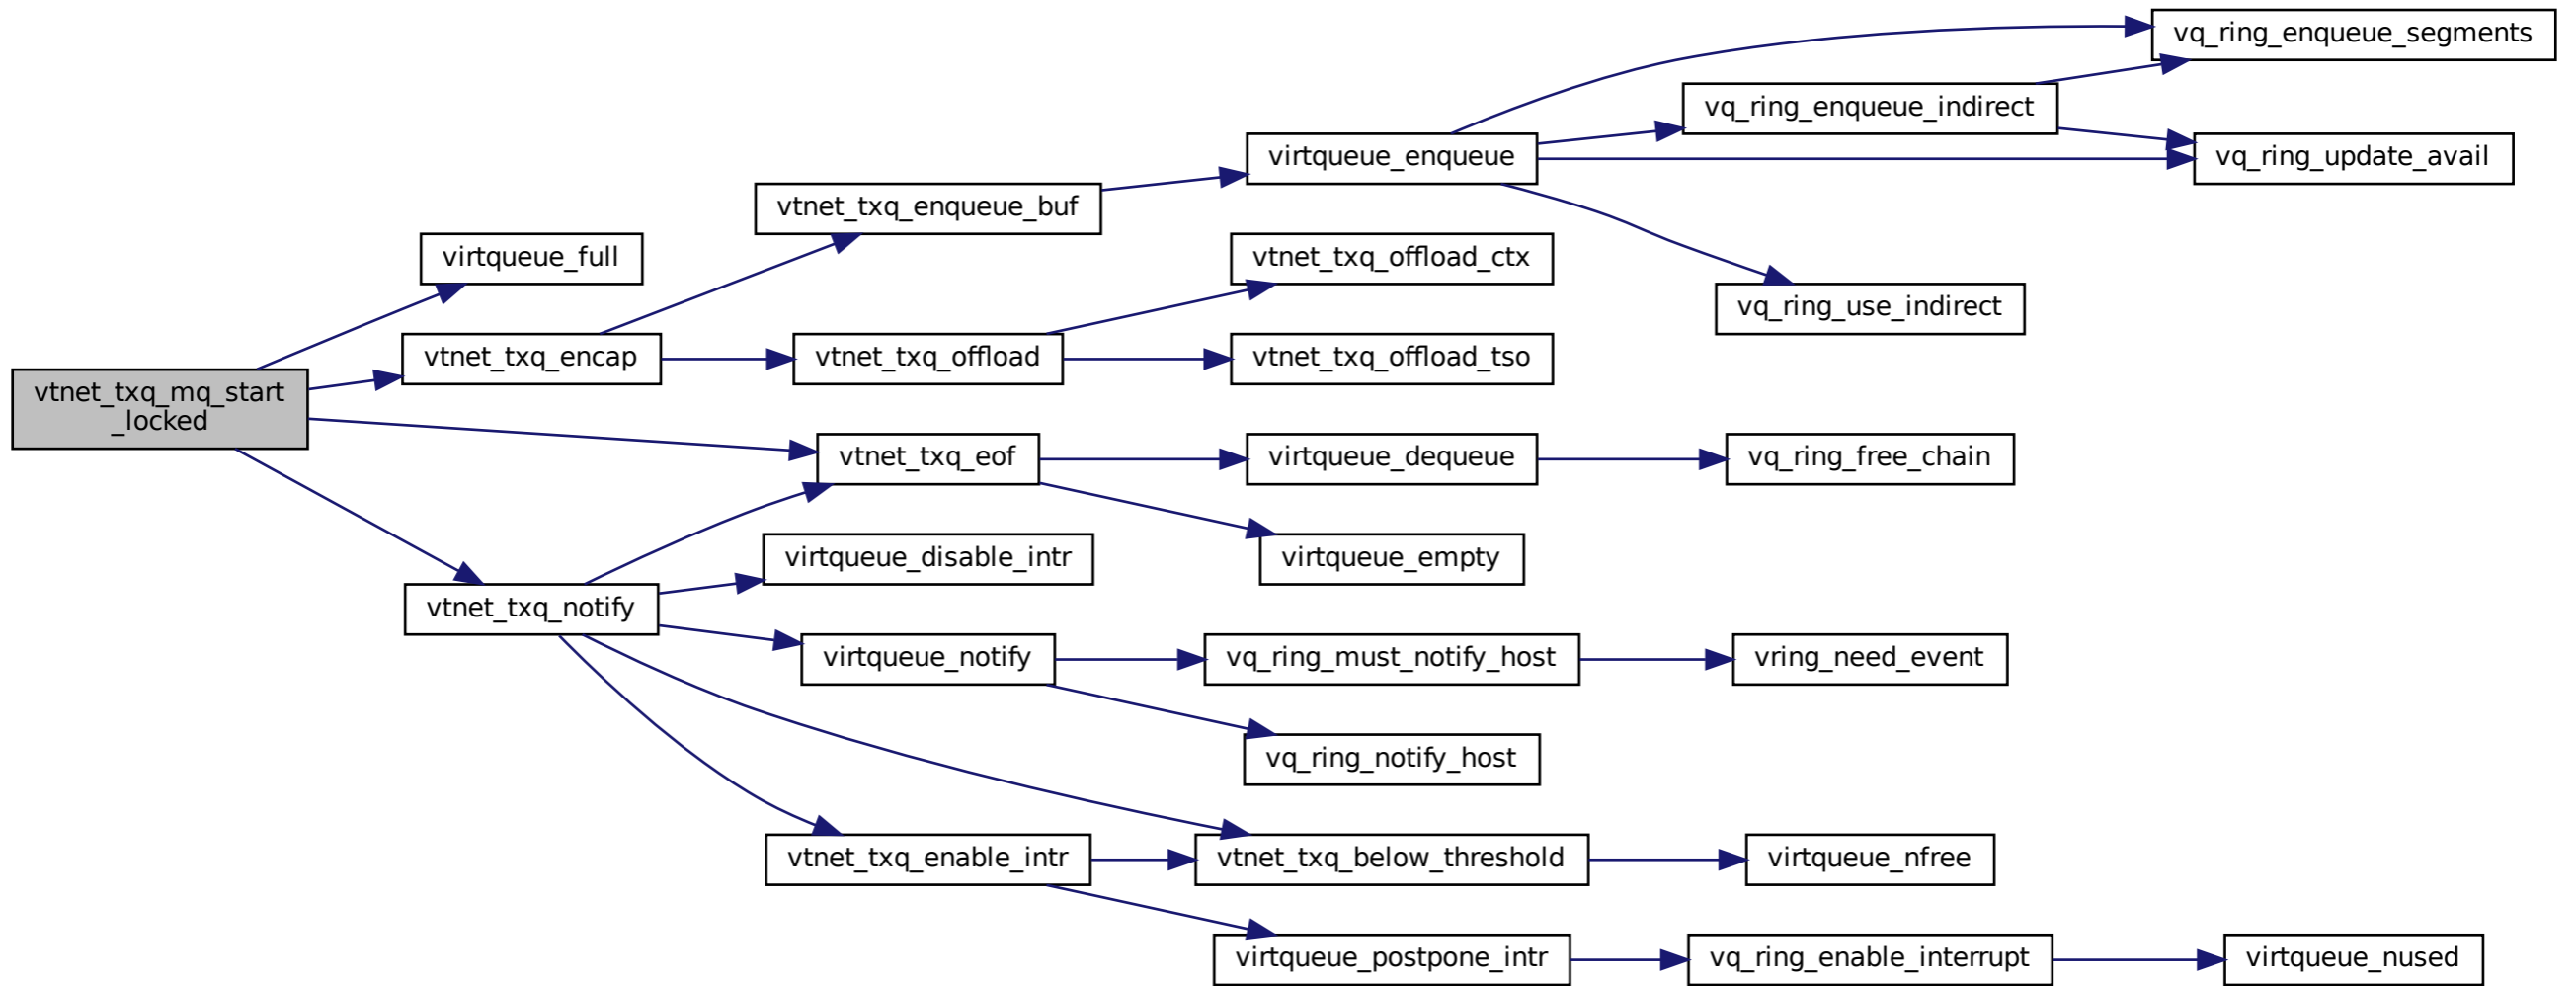 vq_ring_enqueue_segments
vq_ring_enqueue_indirect
virtqueue_enqueue
vq_ring_update_avail
vtnet_txq_enqueue_buf
virtqueue_full
vtnet_txq_offload_ctx
vq_ring_use_indirect
vtnet_txq_encap
vtnet_txq_offload
vtnet_txq_offload_tso
vtnet_txq_mq_start
_locked
vtnet_txq_eof
virtqueue_dequeue
vq_ring_free_chain
virtqueue_disable_intr
virtqueue_empty
vtnet_txq_notify
virtqueue_notify
vq_ring_must_notify_host
vring_need_event
vq_ring_notify_host
vtnet_txq_enable_intr
vtnet_txq_below_threshold
virtqueue_nfree
virtqueue_postpone_intr
vq_ring_enable_interrupt
virtqueue_nused